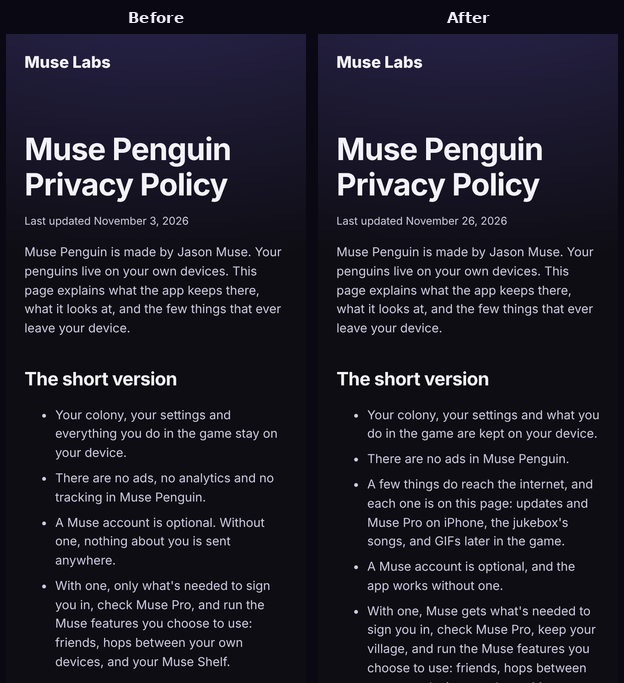 Before
Muse Labs
Muse Penguin
Privacy Policy
Last updated November 3, 2026
Muse Penguin is made by Jason Muse. Your
penguins live on your own devices. This
page explains what the app keeps there,
what it looks at, and the few things that ever
leave your device.
The short version
• Your colony, your settings and
everything you do in the game stay on
your device.
• There are no ads, no analytics and no
tracking in Muse Penguin.
• A Muse account is optional. Without
one, nothing about you is sent
anywhere.
• With one, only what's needed to sign
you in, check Muse Pro, and run the
Muse features you choose to use:
friends, hops between your own
devices, and your Muse Shelf.
After
Muse Labs
Muse Penguin
Privacy Policy
Last updated November 26, 2026
Muse Penguin is made by Jason Muse. Your
penguins live on your own devices. This
page explains what the app keeps there,
what it looks at, and the few things that ever
leave your device.
The short version
• Your colony, your settings and what you
do in the game are kept on your device.
• There are no ads in Muse Penguin.
• A few things do reach the internet, and
each one is on this page: updates and
Muse Pro on iPhone, the jukebox's
songs, and GIFs later in the game.
• A Muse account is optional, and the
app works without one.
• With one, Muse gets what's needed to
sign you in, check Muse Pro, keep your
village, and run the Muse features you
choose to use: friends, hops between